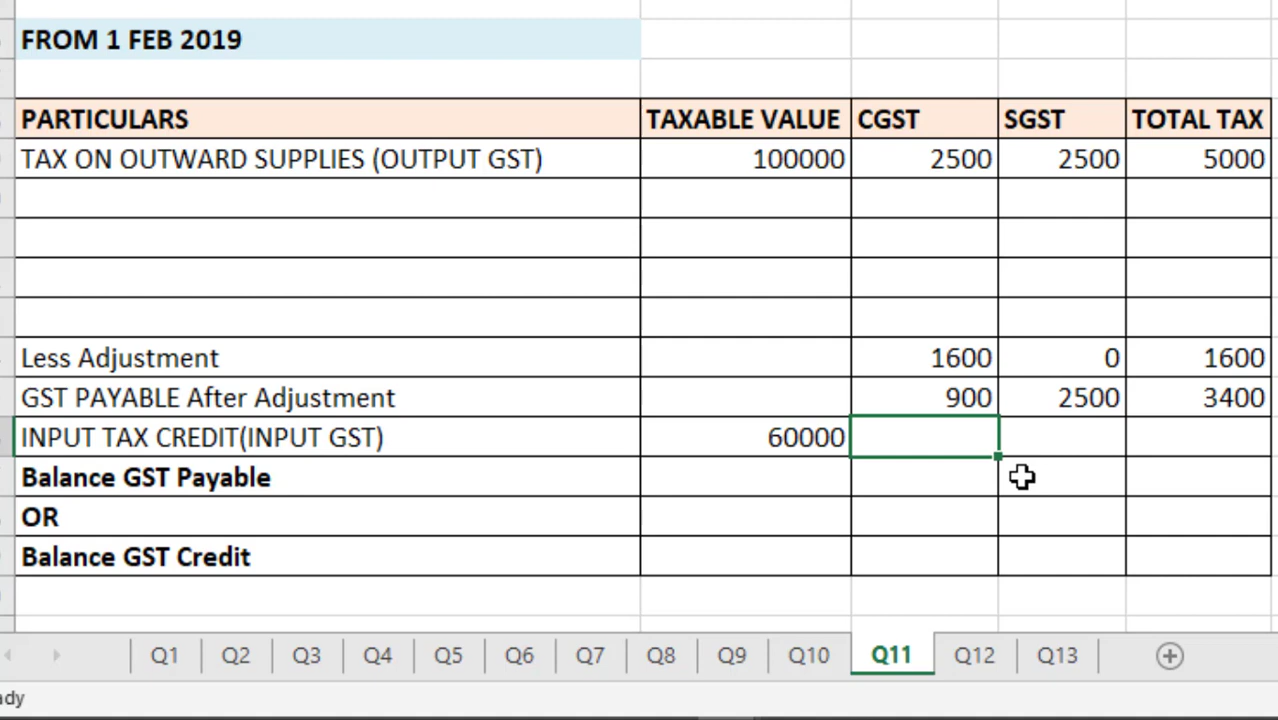 FROM 1 FEB 2019
PARTICULARS TAXABLE VALUE CGST SGST TOTAL TAX
TAX ON OUTWARD SUPPLIES (OUTPUT GST) 100000 2500 2500 5000
Less Adjustment 1600 0 1600
GST PAYABLE After Adjustment 900 2500 3400
INPUT TAX CREDIT(INPUT GST) 60000
Balance GST Payable
OR
Balance GST Credit
Q1 Q2 Q3 Q4 Q5 Q6 Q7 Q8 Q9 Q10 Q11 Q12 Q13
ady